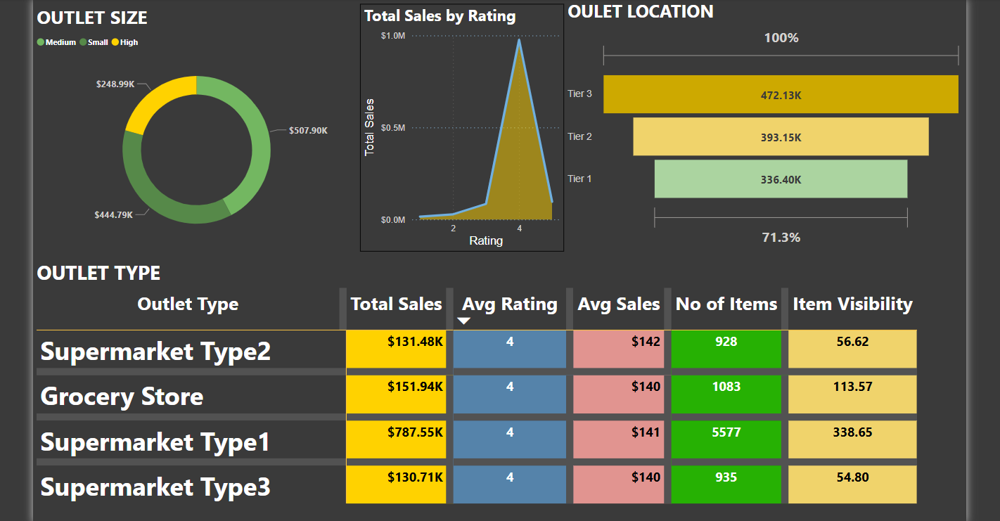 OUTLET SIZE
Medium Small High
$248.99K
$507.90K
$444.79K
Total Sales by Rating
$1.0M
$0.5M
$0.0M
Total Sales
2 4
Rating
OULET LOCATION
100%
Tier 3 472.13K
Tier 2 393.15K
Tier 1 336.40K
71.3%
OUTLET TYPE
Outlet Type Total Sales Avg Rating Avg Sales No of Items Item Visibility
Supermarket Type2 $131.48K 4 $142 928 56.62
Grocery Store $151.94K 4 $140 1083 113.57
Supermarket Type1 $787.55K 4 $141 5577 338.65
Supermarket Type3 $130.71K 4 $140 935 54.80